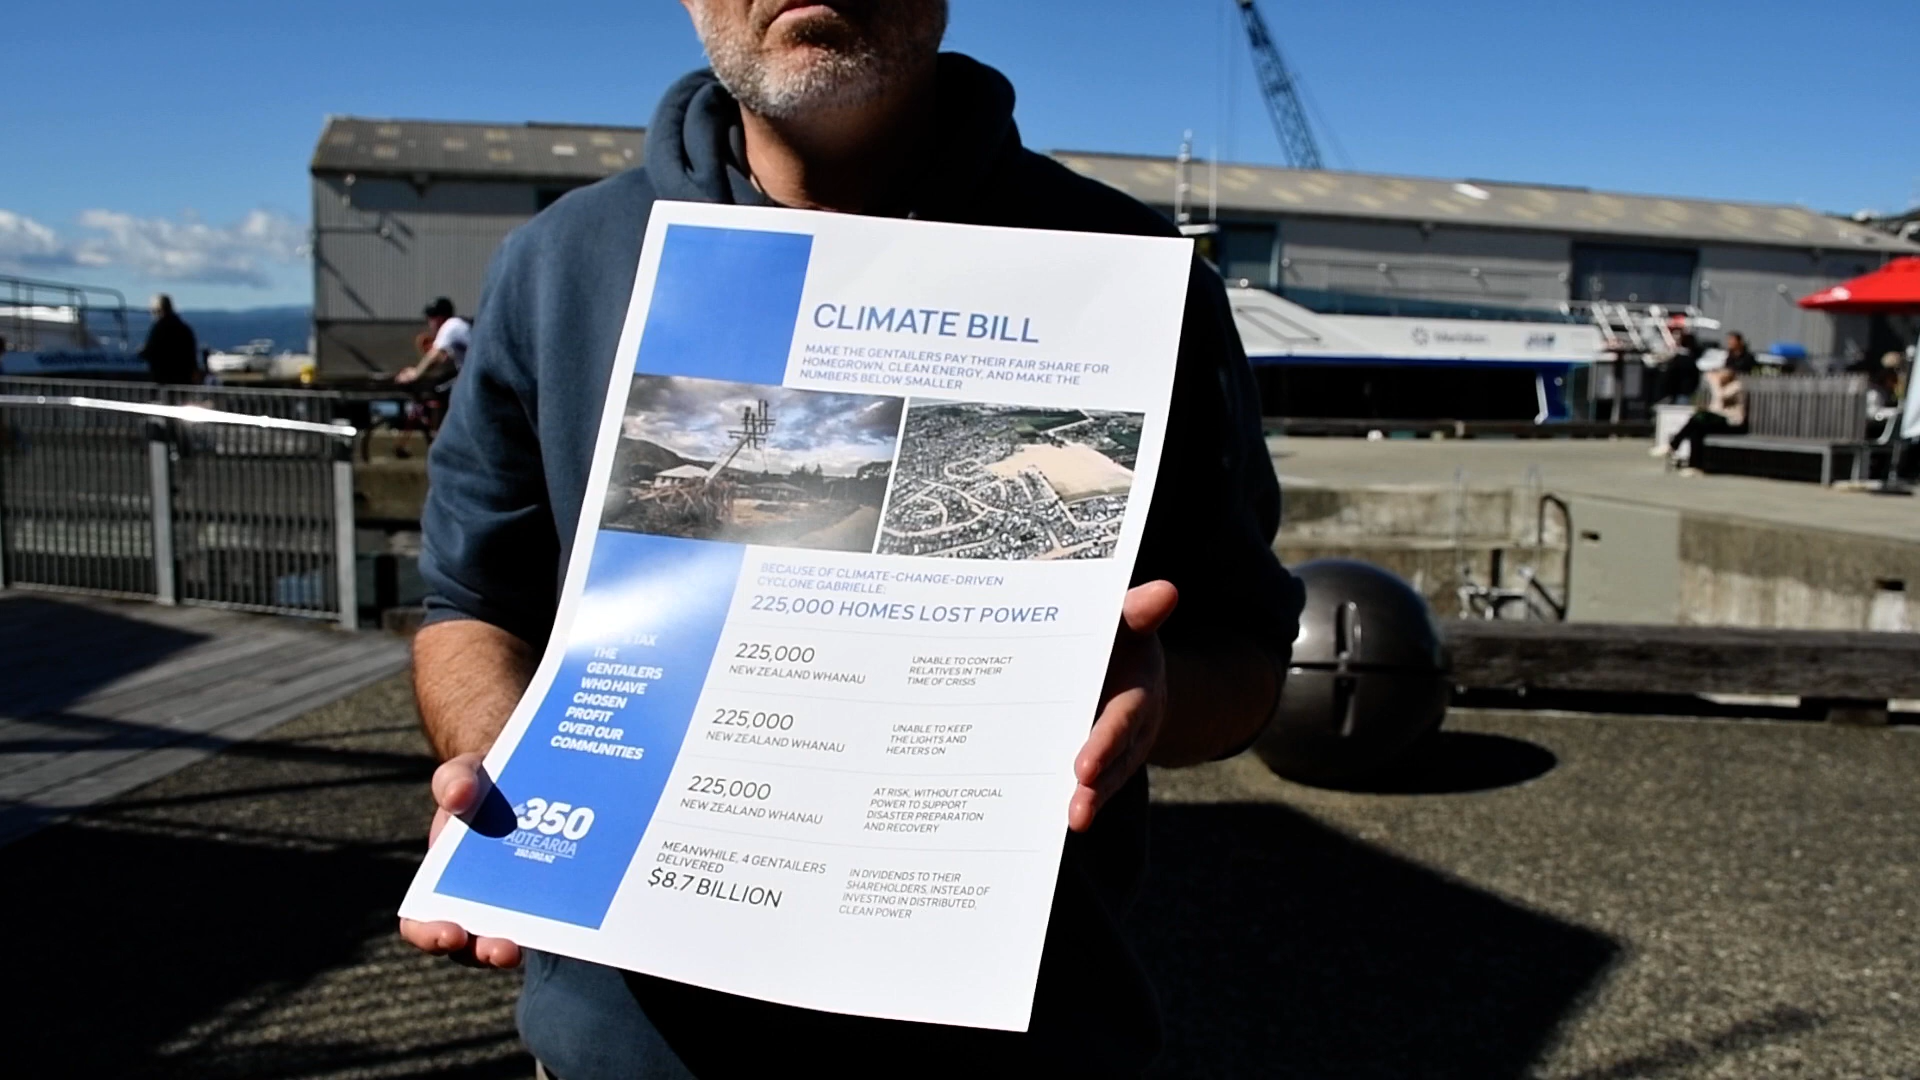 CLIMATE BILL
MAKE THE GENTAILERS PAY THEIR FAIR SHARE FOR
HOMEGROWN, CLEAN ENERGY, AND MAKE THE
NUMBERS BELOW SMALLER
BECAUSE OF CLIMATE-CHANGE-DRIVEN
CYCLONE GABRIELLE:
225,000 HOMES LOST POWER
225,000
NEW ZEALAND WHANAU
UNABLE TO CONTACT
RELATIVES IN THEIR
TIME OF CRISIS
225,000
NEW ZEALAND WHANAU
UNABLE TO KEEP
THE LIGHTS AND
HEATERS ON
225,000
NEW ZEALAND WHANAU
AT RISK, WITHOUT CRUCIAL
POWER TO SUPPORT
DISASTER PREPARATION
AND RECOVERY
MEANWHILE, 4 GENTAILERS
DELIVERED
$8.7 BILLION
IN DIVIDENDS TO THEIR
SHAREHOLDERS, INSTEAD OF
INVESTING IN DISTRIBUTED,
CLEAN POWER
TAX
THE
GENTAILERS
WHO HAVE
CHOSEN
PROFIT
OVER OUR
COMMUNITIES
350
AOTEAROA
350.ORG.NZ
Meridian